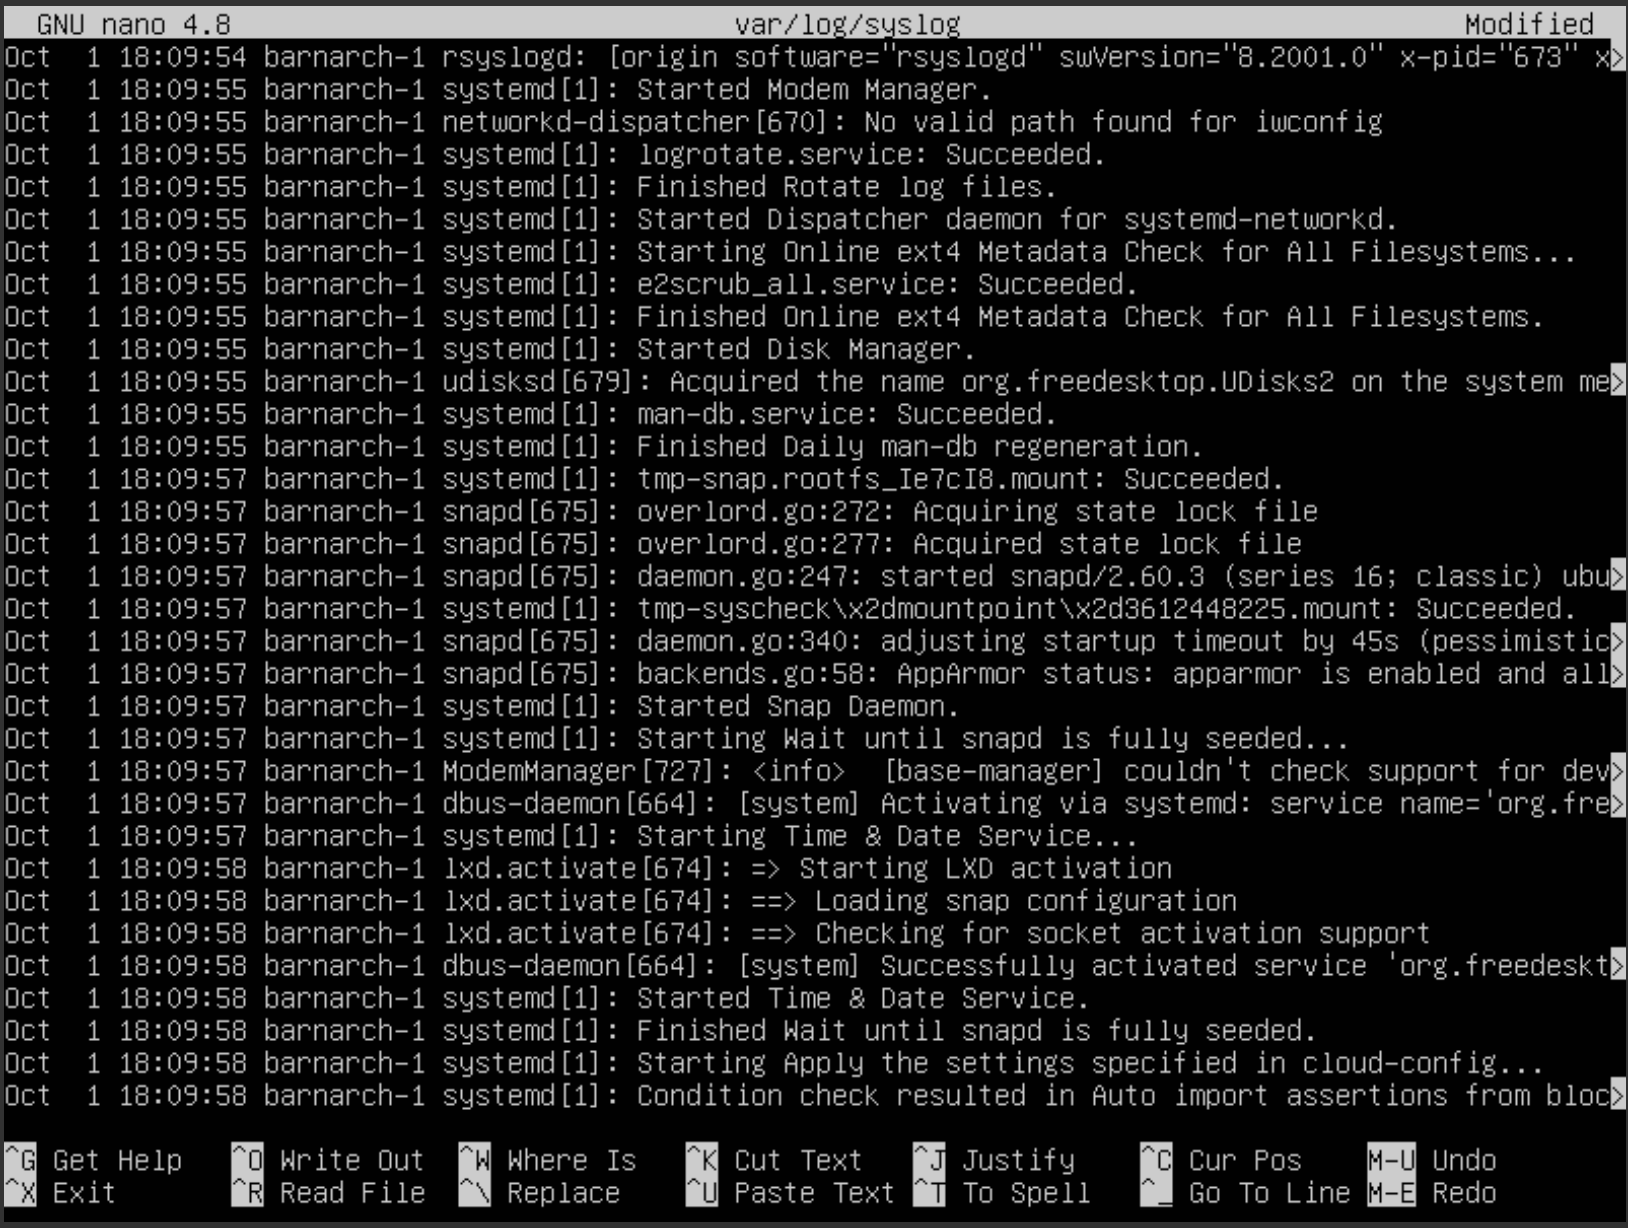 GNU nano 4.8 var/log/syslog Modified
Oct  1 18:09:54 barnarch-1 rsyslogd: [origin software="rsyslogd" swVersion="8.2001.0" x-pid="673" x>
Oct  1 18:09:55 barnarch-1 systemd[1]: Started Modem Manager.
Oct  1 18:09:55 barnarch-1 networkd-dispatcher[670]: No valid path found for iwconfig
Oct  1 18:09:55 barnarch-1 systemd[1]: logrotate.service: Succeeded.
Oct  1 18:09:55 barnarch-1 systemd[1]: Finished Rotate log files.
Oct  1 18:09:55 barnarch-1 systemd[1]: Started Dispatcher daemon for systemd-networkd.
Oct  1 18:09:55 barnarch-1 systemd[1]: Starting Online ext4 Metadata Check for All Filesystems...
Oct  1 18:09:55 barnarch-1 systemd[1]: e2scrub_all.service: Succeeded.
Oct  1 18:09:55 barnarch-1 systemd[1]: Finished Online ext4 Metadata Check for All Filesystems.
Oct  1 18:09:55 barnarch-1 systemd[1]: Started Disk Manager.
Oct  1 18:09:55 barnarch-1 udisksd[679]: Acquired the name org.freedesktop.UDisks2 on the system me>
Oct  1 18:09:55 barnarch-1 systemd[1]: man-db.service: Succeeded.
Oct  1 18:09:55 barnarch-1 systemd[1]: Finished Daily man-db regeneration.
Oct  1 18:09:57 barnarch-1 systemd[1]: tmp-snap.rootfs_Ie7cI8.mount: Succeeded.
Oct  1 18:09:57 barnarch-1 snapd[675]: overlord.go:272: Acquiring state lock file
Oct  1 18:09:57 barnarch-1 snapd[675]: overlord.go:277: Acquired state lock file
Oct  1 18:09:57 barnarch-1 snapd[675]: daemon.go:247: started snapd/2.60.3 (series 16; classic) ubu>
Oct  1 18:09:57 barnarch-1 systemd[1]: tmp-syscheck\x2dmountpoint\x2d3612448225.mount: Succeeded.
Oct  1 18:09:57 barnarch-1 snapd[675]: daemon.go:340: adjusting startup timeout by 45s (pessimistic>
Oct  1 18:09:57 barnarch-1 snapd[675]: backends.go:58: AppArmor status: apparmor is enabled and all>
Oct  1 18:09:57 barnarch-1 systemd[1]: Started Snap Daemon.
Oct  1 18:09:57 barnarch-1 systemd[1]: Starting Wait until snapd is fully seeded...
Oct  1 18:09:57 barnarch-1 ModemManager[727]: <info>  [base-manager] couldn't check support for dev>
Oct  1 18:09:57 barnarch-1 dbus-daemon[664]: [system] Activating via systemd: service name='org.fre>
Oct  1 18:09:57 barnarch-1 systemd[1]: Starting Time & Date Service...
Oct  1 18:09:58 barnarch-1 lxd.activate[674]: => Starting LXD activation
Oct  1 18:09:58 barnarch-1 lxd.activate[674]: ==> Loading snap configuration
Oct  1 18:09:58 barnarch-1 lxd.activate[674]: ==> Checking for socket activation support
Oct  1 18:09:58 barnarch-1 dbus-daemon[664]: [system] Successfully activated service 'org.freedeskt>
Oct  1 18:09:58 barnarch-1 systemd[1]: Started Time & Date Service.
Oct  1 18:09:58 barnarch-1 systemd[1]: Finished Wait until snapd is fully seeded.
Oct  1 18:09:58 barnarch-1 systemd[1]: Starting Apply the settings specified in cloud-config...
Oct  1 18:09:58 barnarch-1 systemd[1]: Condition check resulted in Auto import assertions from bloc>
^G Get Help ^O Write Out ^W Where Is ^K Cut Text ^J Justify ^C Cur Pos M-U Undo
^X Exit ^R Read File ^\ Replace ^U Paste Text ^T To Spell ^_ Go To Line M-E Redo